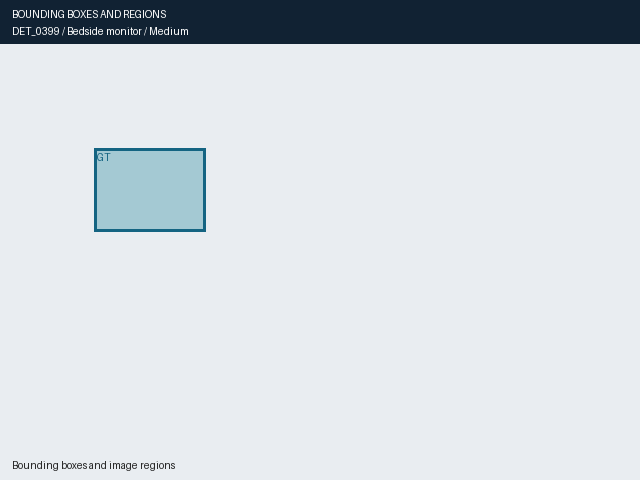 BOUNDING BOXES AND REGIONS
DET_0399 / Bedside monitor / Medium
GT
Bounding boxes and image regions